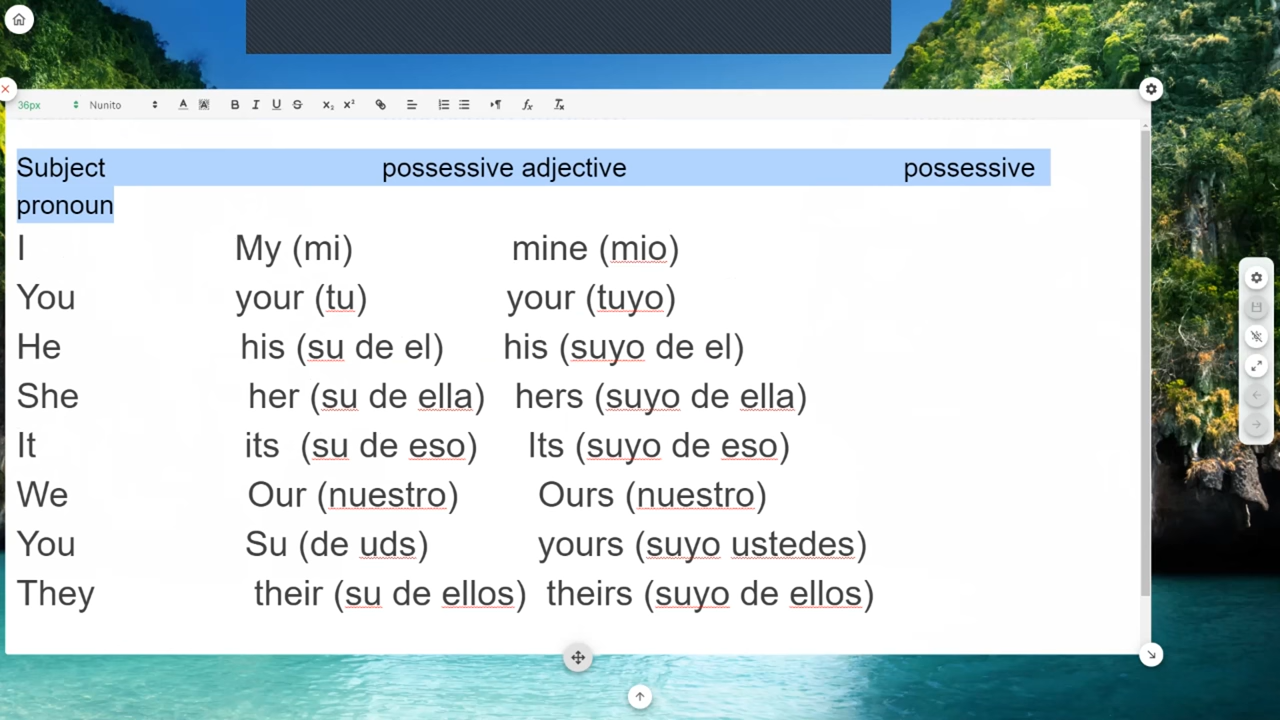 36px Nunito
Subject possessive adjective possessive
pronoun
I My (mi) mine (mio)
You your (tu) your (tuyo)
He his (su de el) his (suyo de el)
She her (su de ella) hers (suyo de ella)
It its (su de eso) Its (suyo de eso)
We Our (nuestro) Ours (nuestro)
You Su (de uds) yours (suyo ustedes)
They their (su de ellos) theirs (suyo de ellos)